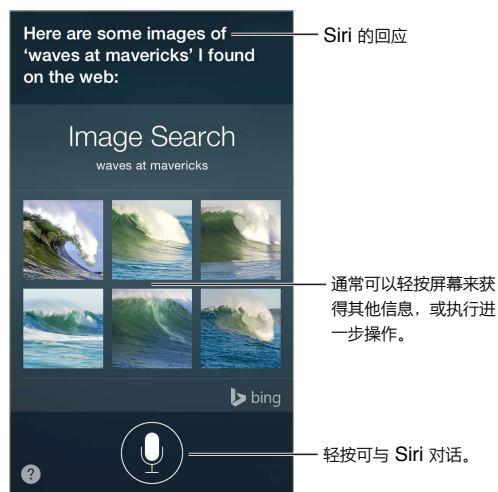 Here are some images of
‘waves at mavericks’ I found
on the web:
Siri 的回应
Image Search
waves at mavericks
通常可以轻按屏幕来获
得其他信息，或执行进
一步操作。
bing
轻按可与 Siri 对话。
?